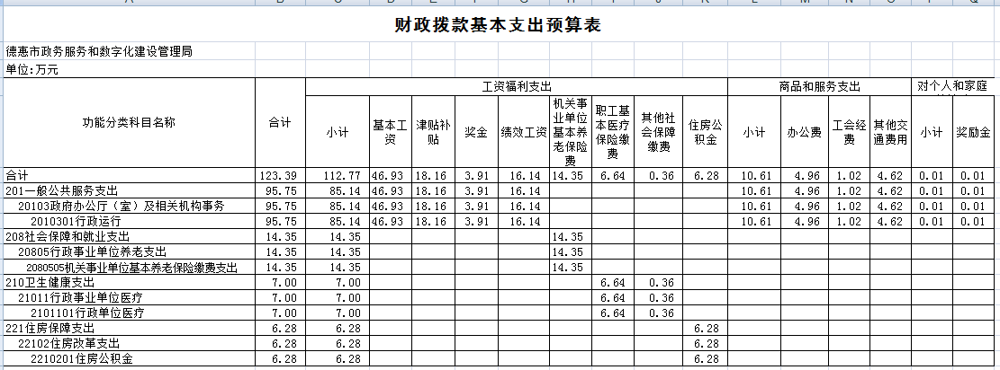 财政拨款基本支出预算表
德惠市政务服务和数字化建设管理局
单位:万元
功能分类科目名称 合计 工资福利支出 商品和服务支出 对个人和家庭
小计 基本工资 津贴补贴 奖金 绩效工资 机关事业单位基本养老保险费 职工基本医疗保险缴费 其他社会保障缴费 住房公积金 小计 办公费 工会经费 其他交通费用 小计 奖励金
合计 123.39 112.77 46.93 18.16 3.91 16.14 14.35 6.64 0.36 6.28 10.61 4.96 1.02 4.62 0.01 0.01
201一般公共服务支出 95.75 85.14 46.93 18.16 3.91 16.14 10.61 4.96 1.02 4.62 0.01 0.01
20103政府办公厅（室）及相关机构事务 95.75 85.14 46.93 18.16 3.91 16.14 10.61 4.96 1.02 4.62 0.01 0.01
2010301行政运行 95.75 85.14 46.93 18.16 3.91 16.14 10.61 4.96 1.02 4.62 0.01 0.01
208社会保障和就业支出 14.35 14.35 14.35
20805行政事业单位养老支出 14.35 14.35 14.35
2080505机关事业单位基本养老保险缴费支出 14.35 14.35 14.35
210卫生健康支出 7.00 7.00 6.64 0.36
21011行政事业单位医疗 7.00 7.00 6.64 0.36
2101101行政单位医疗 7.00 7.00 6.64 0.36
221住房保障支出 6.28 6.28 6.28
22102住房改革支出 6.28 6.28 6.28
2210201住房公积金 6.28 6.28 6.28